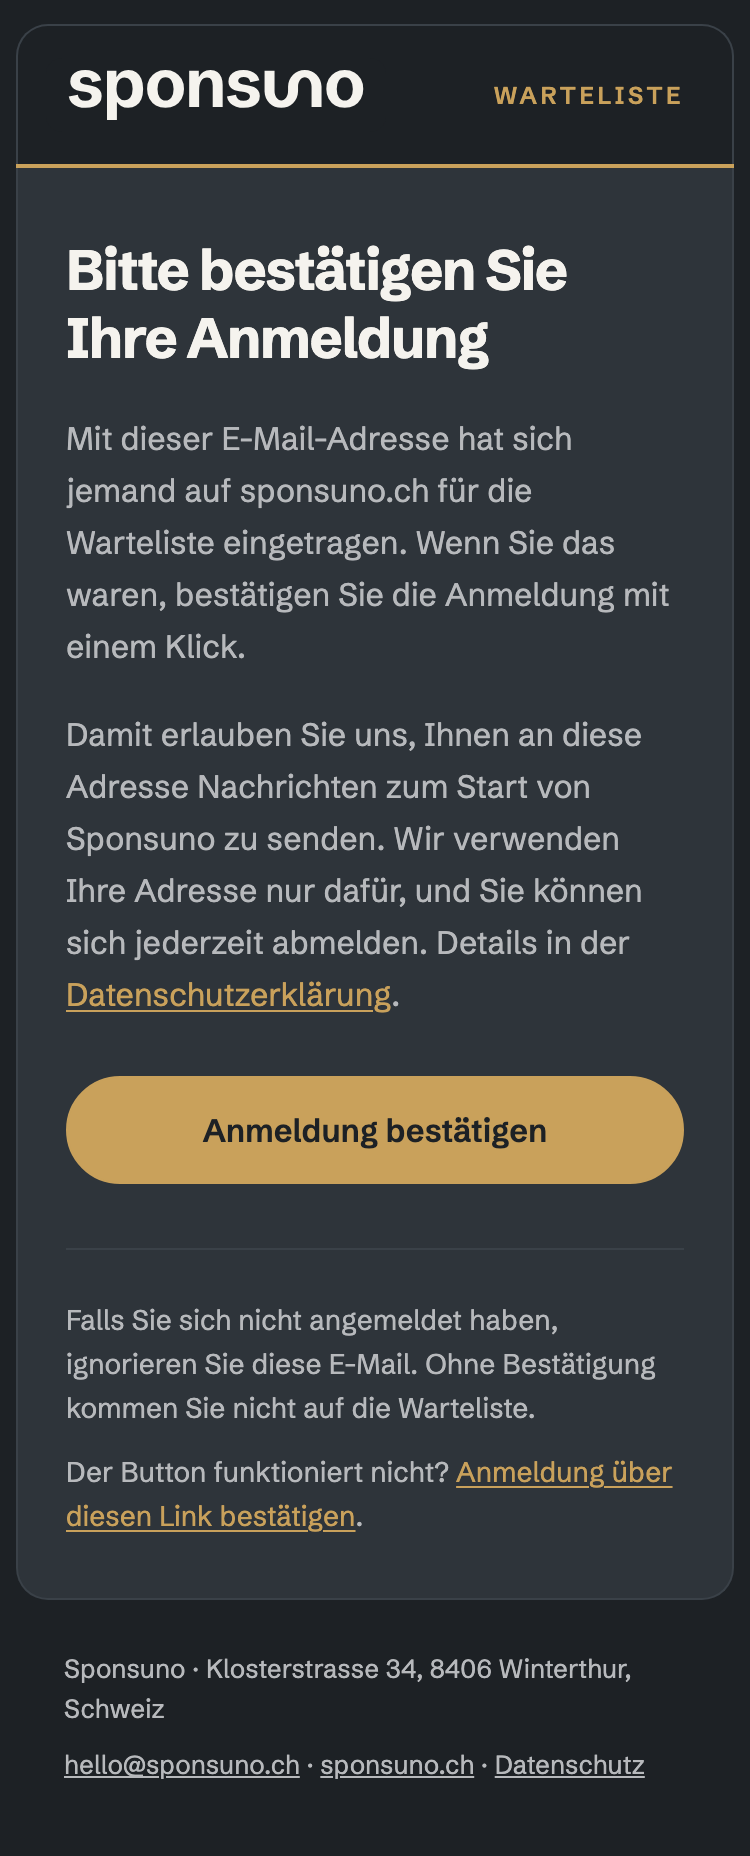 sponsuno
WARTELISTE
Bitte bestätigen Sie
Ihre Anmeldung
Mit dieser E-Mail-Adresse hat sich
jemand auf sponsuno.ch für die
Warteliste eingetragen. Wenn Sie das
waren, bestätigen Sie die Anmeldung mit
einem Klick.
Damit erlauben Sie uns, Ihnen an diese
Adresse Nachrichten zum Start von
Sponsuno zu senden. Wir verwenden
Ihre Adresse nur dafür, und Sie können
sich jederzeit abmelden. Details in der
Datenschutzerklärung.
Anmeldung bestätigen
Falls Sie sich nicht angemeldet haben,
ignorieren Sie diese E-Mail. Ohne Bestätigung
kommen Sie nicht auf die Warteliste.
Der Button funktioniert nicht? Anmeldung über
diesen Link bestätigen.
Sponsuno · Klosterstrasse 34, 8406 Winterthur,
Schweiz
hello@sponsuno.ch · sponsuno.ch · Datenschutz